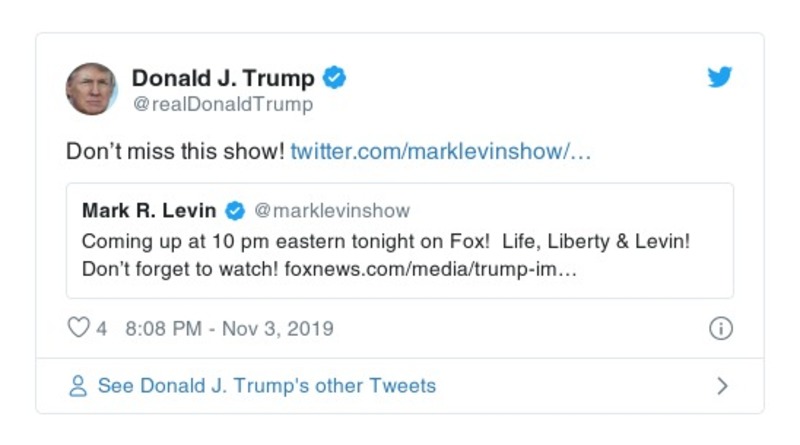 Donald J. Trump
@realDonaldTrump
Don’t miss this show! twitter.com/marklevinshow/…
Mark R. Levin @marklevinshow
Coming up at 10 pm eastern tonight on Fox!  Life, Liberty & Levin!
Don’t forget to watch! foxnews.com/media/trump-im…
4 8:08 PM - Nov 3, 2019
See Donald J. Trump's other Tweets